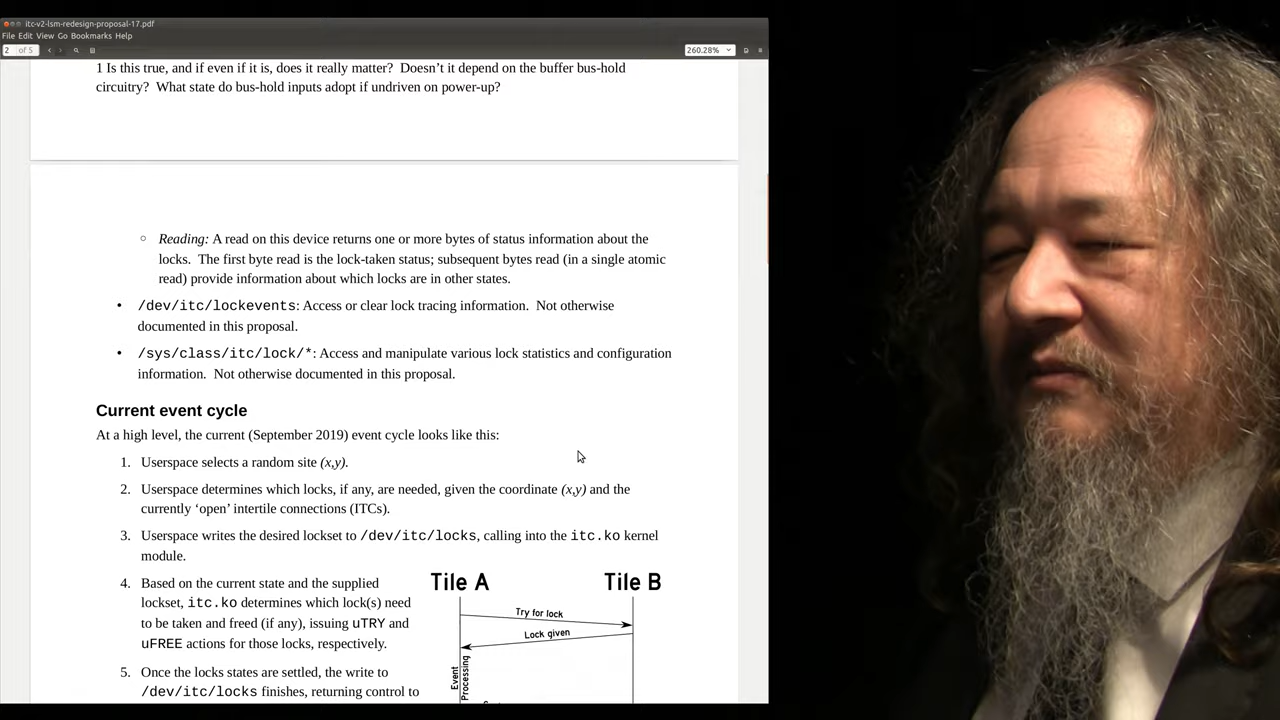 itc-v2-lsm-redesign-proposal-17.pdf
File Edit View Go Bookmarks Help
2 of 5
260.28%
1 Is this true, and if even if it is, does it really matter?  Doesn't it depend on the buffer bus-hold
circuitry?  What state do bus-hold inputs adopt if undriven on power-up?
○ Reading: A read on this device returns one or more bytes of status information about the
locks.  The first byte read is the lock-taken status; subsequent bytes read (in a single atomic
read) provide information about which locks are in other states.
• /dev/itc/lockevents: Access or clear lock tracing information.  Not otherwise
documented in this proposal.
• /sys/class/itc/lock/*: Access and manipulate various lock statistics and configuration
information.  Not otherwise documented in this proposal.
Current event cycle
At a high level, the current (September 2019) event cycle looks like this:
1. Userspace selects a random site (x,y).
2. Userspace determines which locks, if any, are needed, given the coordinate (x,y) and the
currently ‘open’ intertile connections (ITCs).
3. Userspace writes the desired lockset to /dev/itc/locks, calling into the itc.ko kernel
module.
4. Based on the current state and the supplied
lockset, itc.ko determines which lock(s) need
to be taken and freed (if any), issuing uTRY and
uFREE actions for those locks, respectively.
5. Once the locks states are settled, the write to
/dev/itc/locks finishes, returning control to
Tile A
Tile B
Try for lock
Lock given
Event
Processing